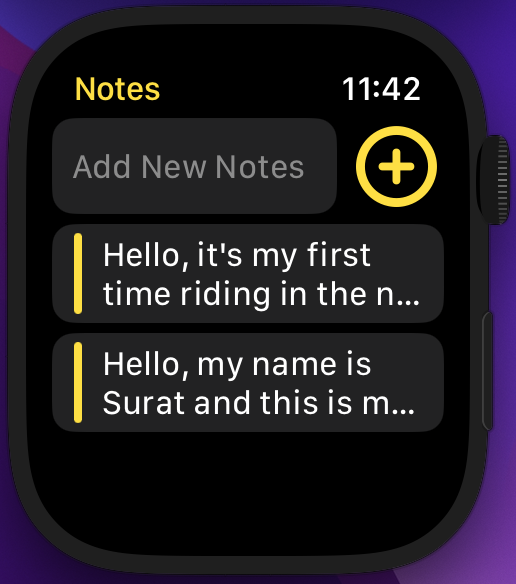 Notes 11:42
Add New Notes
Hello, it's my first
time riding in the n...
Hello, my name is
Surat and this is m...